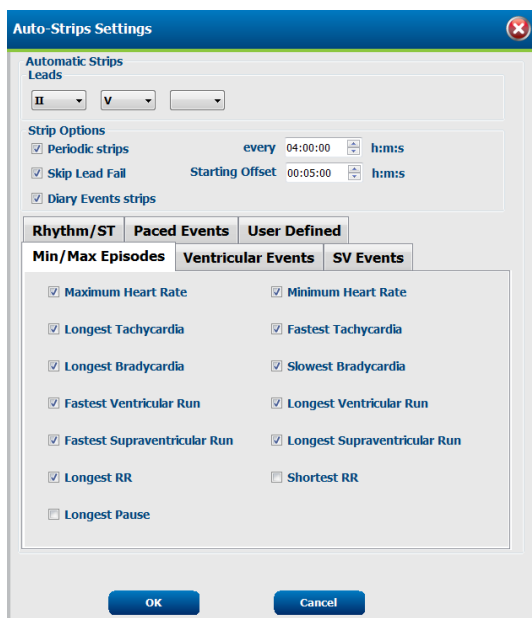 Auto-Strips Settings
Automatic Strips
Leads
II V
Strip Options
Periodic strips every 04:00:00 h:m:s
Skip Lead Fail Starting Offset 00:05:00 h:m:s
Diary Events strips
Rhythm/ST Paced Events User Defined
Min/Max Episodes Ventricular Events SV Events
Maximum Heart Rate Minimum Heart Rate
Longest Tachycardia Fastest Tachycardia
Longest Bradycardia Slowest Bradycardia
Fastest Ventricular Run Longest Ventricular Run
Fastest Supraventricular Run Longest Supraventricular Run
Longest RR Shortest RR
Longest Pause
OK Cancel